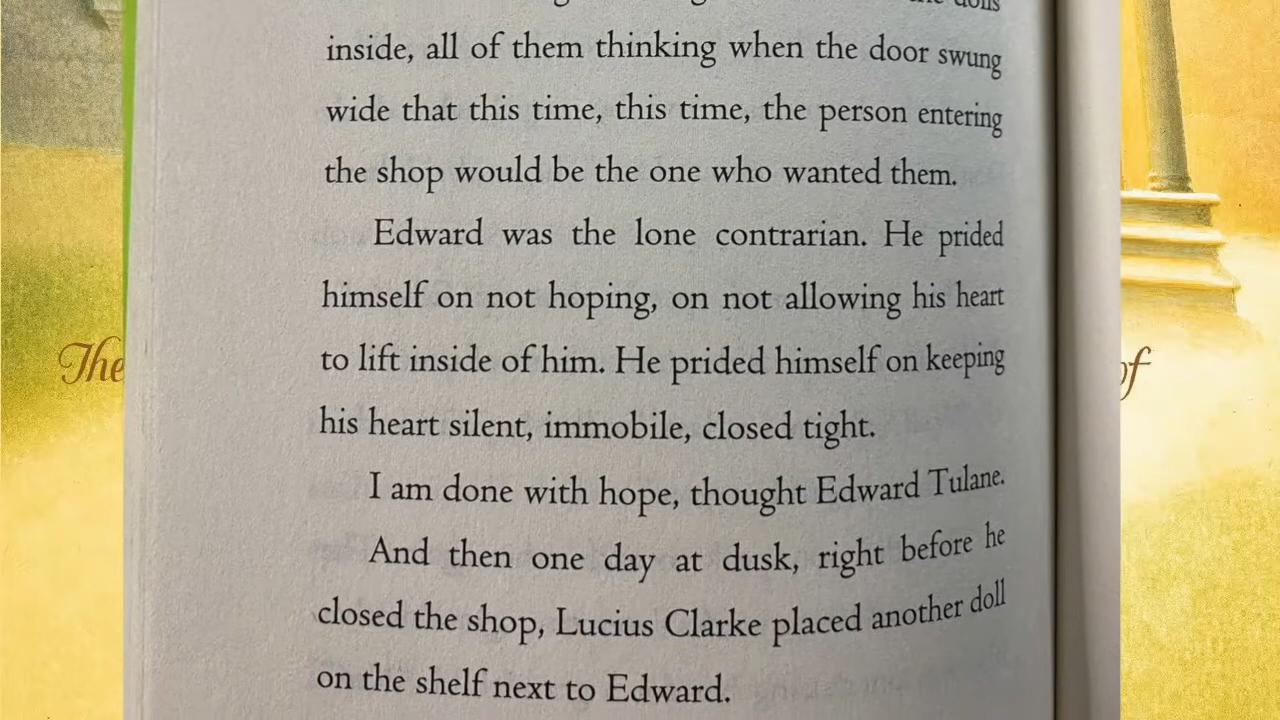 dolls
inside, all of them thinking when the door swung
wide that this time, this time, the person entering
the shop would be the one who wanted them.
Edward was the lone contrarian. He prided
himself on not hoping, on not allowing his heart
to lift inside of him. He prided himself on keeping
his heart silent, immobile, closed tight.
I am done with hope, thought Edward Tulane.
And then one day at dusk, right before he
closed the shop, Lucius Clarke placed another doll
on the shelf next to Edward.
The
of